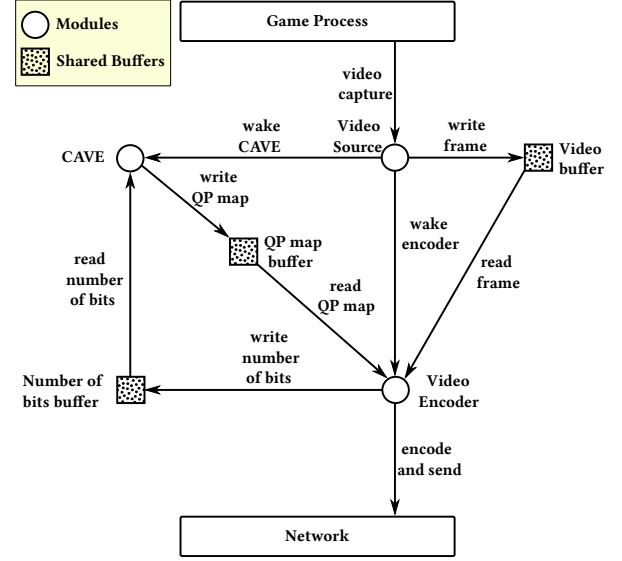 Modules
Shared Buffers
Game Process
video
capture
Video
Source
wake
CAVE
write
frame
CAVE
Video
buffer
write
QP map
QP map
buffer
wake
encoder
read
frame
read
number
of bits
read
QP map
write
number
of bits
Number of
bits buffer
Video
Encoder
encode
and send
Network